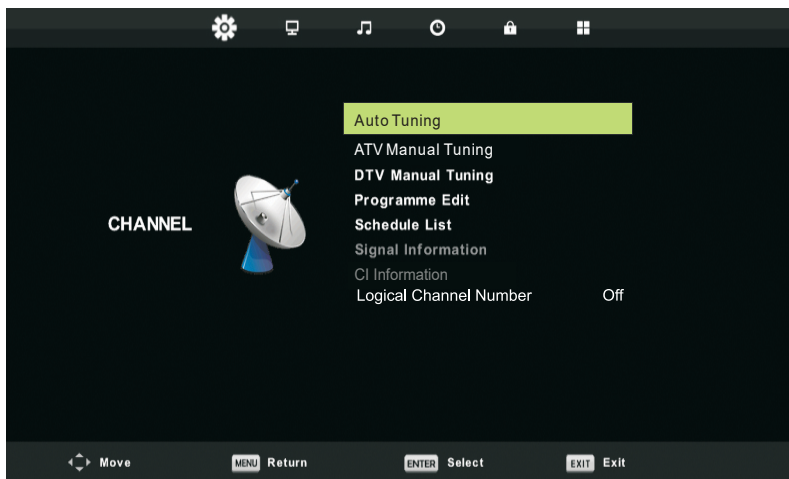 Auto Tuning
ATV Manual Tuning
DTV Manual Tuning
Programme Edit
CHANNEL
Schedule List
Signal Information
CI Information
Logical Channel Number Off
Move MENU Return ENTER Select EXIT Exit